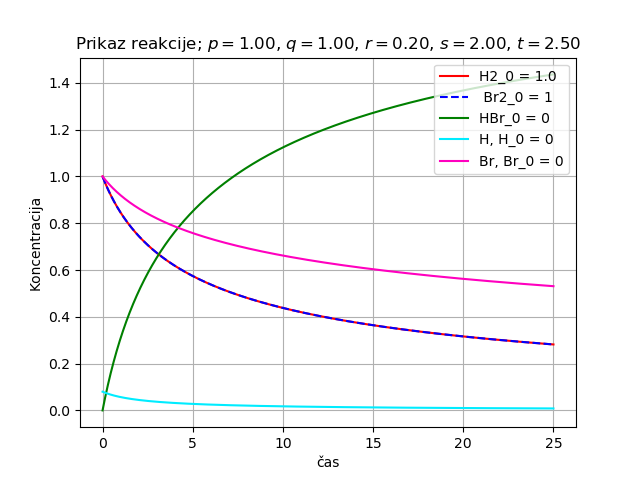 Prikaz reakcije; p = 1.00, q = 1.00, r = 0.20, s = 2.00, t = 2.50
H2_0 = 1.0
Br2_0 = 1
HBr_0 = 0
H, H_0 = 0
Br, Br_0 = 0
1.4
1.2
1.0
0.8
0.6
0.4
0.2
0.0
Koncentracija
0 5 10 15 20 25
čas